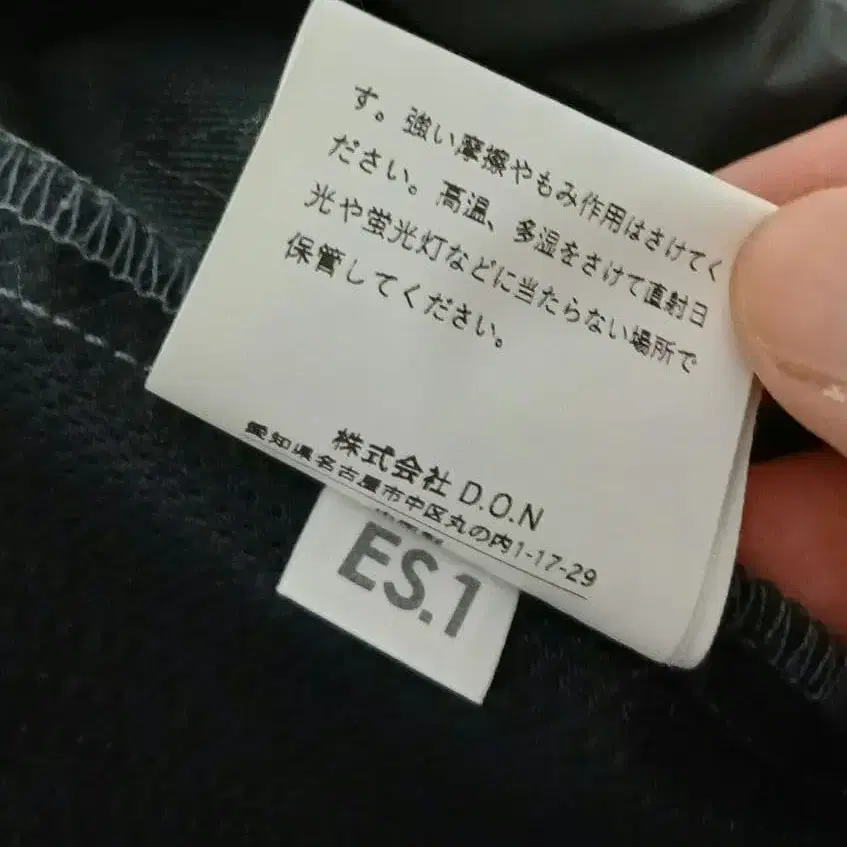 す。強い摩擦やもみ作用はさけてく
ださい。高温、多湿をさけて直射日
光や蛍光灯などに当たらない場所で
保管してください。
株式会社 D.O.N
愛知県名古屋市中区丸の内1-17-29
ES.1